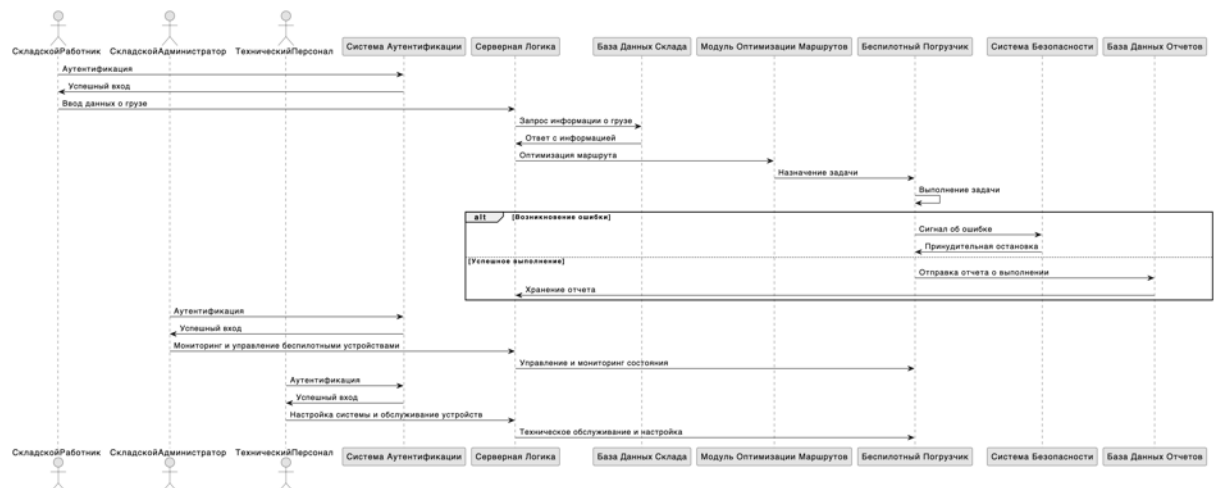 СкладскойРаботник СкладскойАдминистратор ТехническийПерсонал Система Аутентификации Серверная Логика База Данных Склада Модуль Оптимизации Маршрутов Беспилотный Погрузчик Система Безопасности База Данных Отчетов
Аутентификация
Успешный вход
Ввод данных о грузе
Запрос информации о грузе
Ответ с информацией
Оптимизация маршрута
Назначение задачи
Выполнение задачи
alt [Возникновение ошибки]
Сигнал об ошибке
Принудительная остановка
[Успешное выполнение]
Отправка отчета о выполнении
Хранение отчета
Аутентификация
Успешный вход
Мониторинг и управление беспилотными устройствами
Управление и мониторинг состояния
Аутентификация
Успешный вход
Настройка системы и обслуживание устройств
Техническое обслуживание и настройка
СкладскойРаботник СкладскойАдминистратор ТехническийПерсонал Система Аутентификации Серверная Логика База Данных Склада Модуль Оптимизации Маршрутов Беспилотный Погрузчик Система Безопасности База Данных Отчетов